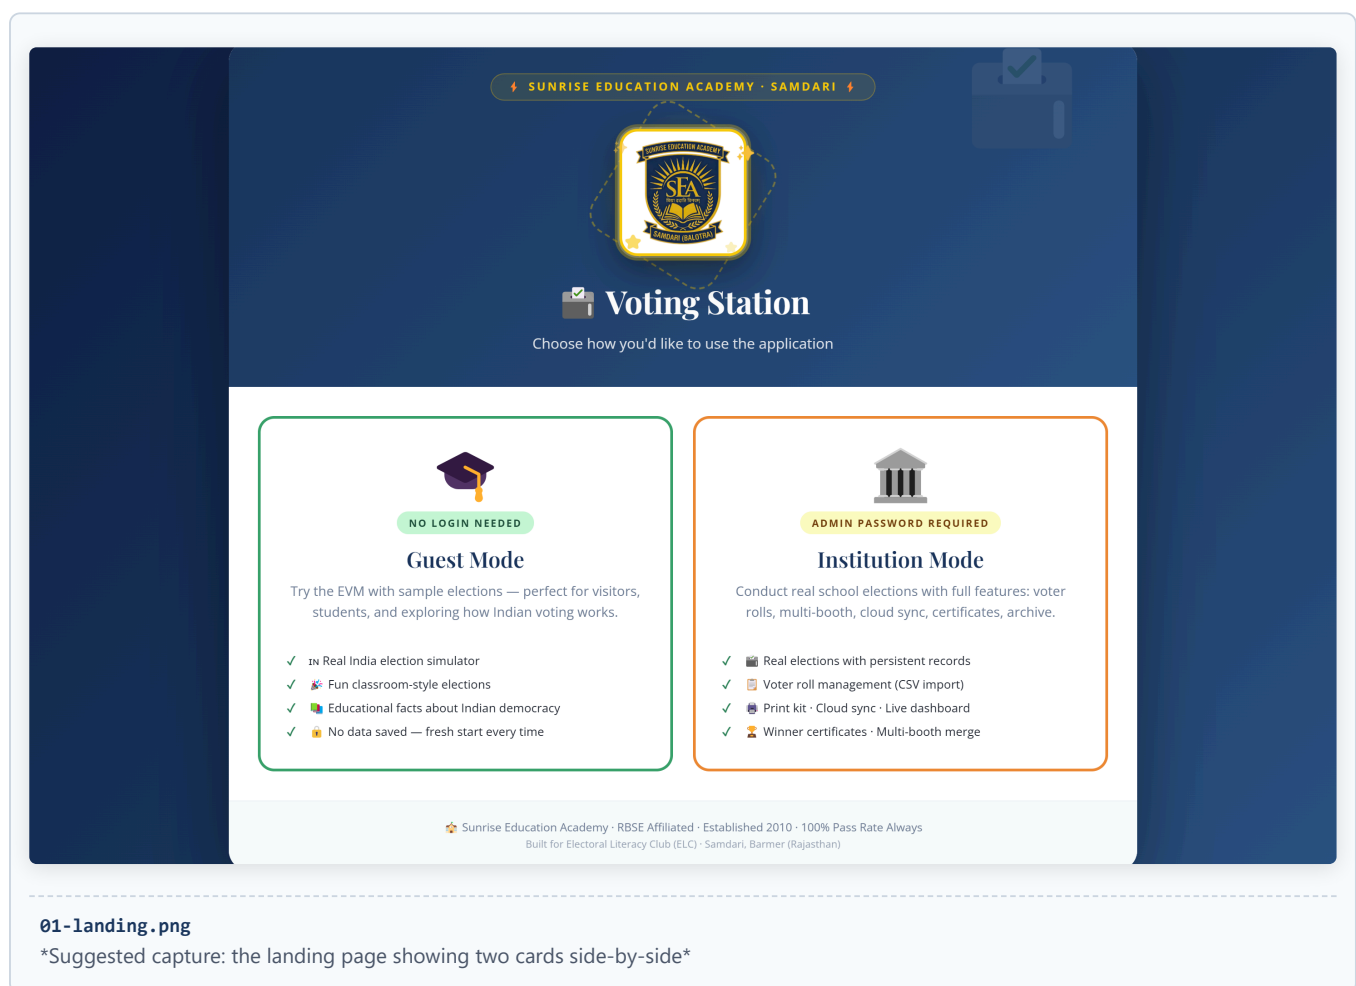 SUNRISE EDUCATION ACADEMY · SAMDARI
SUNRISE EDUCATION ACADEMY
SEA
SAMDARI (BALOTRA)
Voting Station
Choose how you'd like to use the application
NO LOGIN NEEDED
Guest Mode
Try the EVM with sample elections — perfect for visitors,
students, and exploring how Indian voting works.
✓ IN Real India election simulator
✓ 🎉 Fun classroom-style elections
✓ 📚 Educational facts about Indian democracy
✓ 🔒 No data saved — fresh start every time
ADMIN PASSWORD REQUIRED
Institution Mode
Conduct real school elections with full features: voter
rolls, multi-booth, cloud sync, certificates, archive.
✓ 🗳 Real elections with persistent records
✓ 📋 Voter roll management (CSV import)
✓ 🖨 Print kit · Cloud sync · Live dashboard
✓ 🏆 Winner certificates · Multi-booth merge
Sunrise Education Academy · RBSE Affiliated · Established 2010 · 100% Pass Rate Always
Built for Electoral Literacy Club (ELC) · Samdari, Barmer (Rajasthan)
01-landing.png
*Suggested capture: the landing page showing two cards side-by-side*